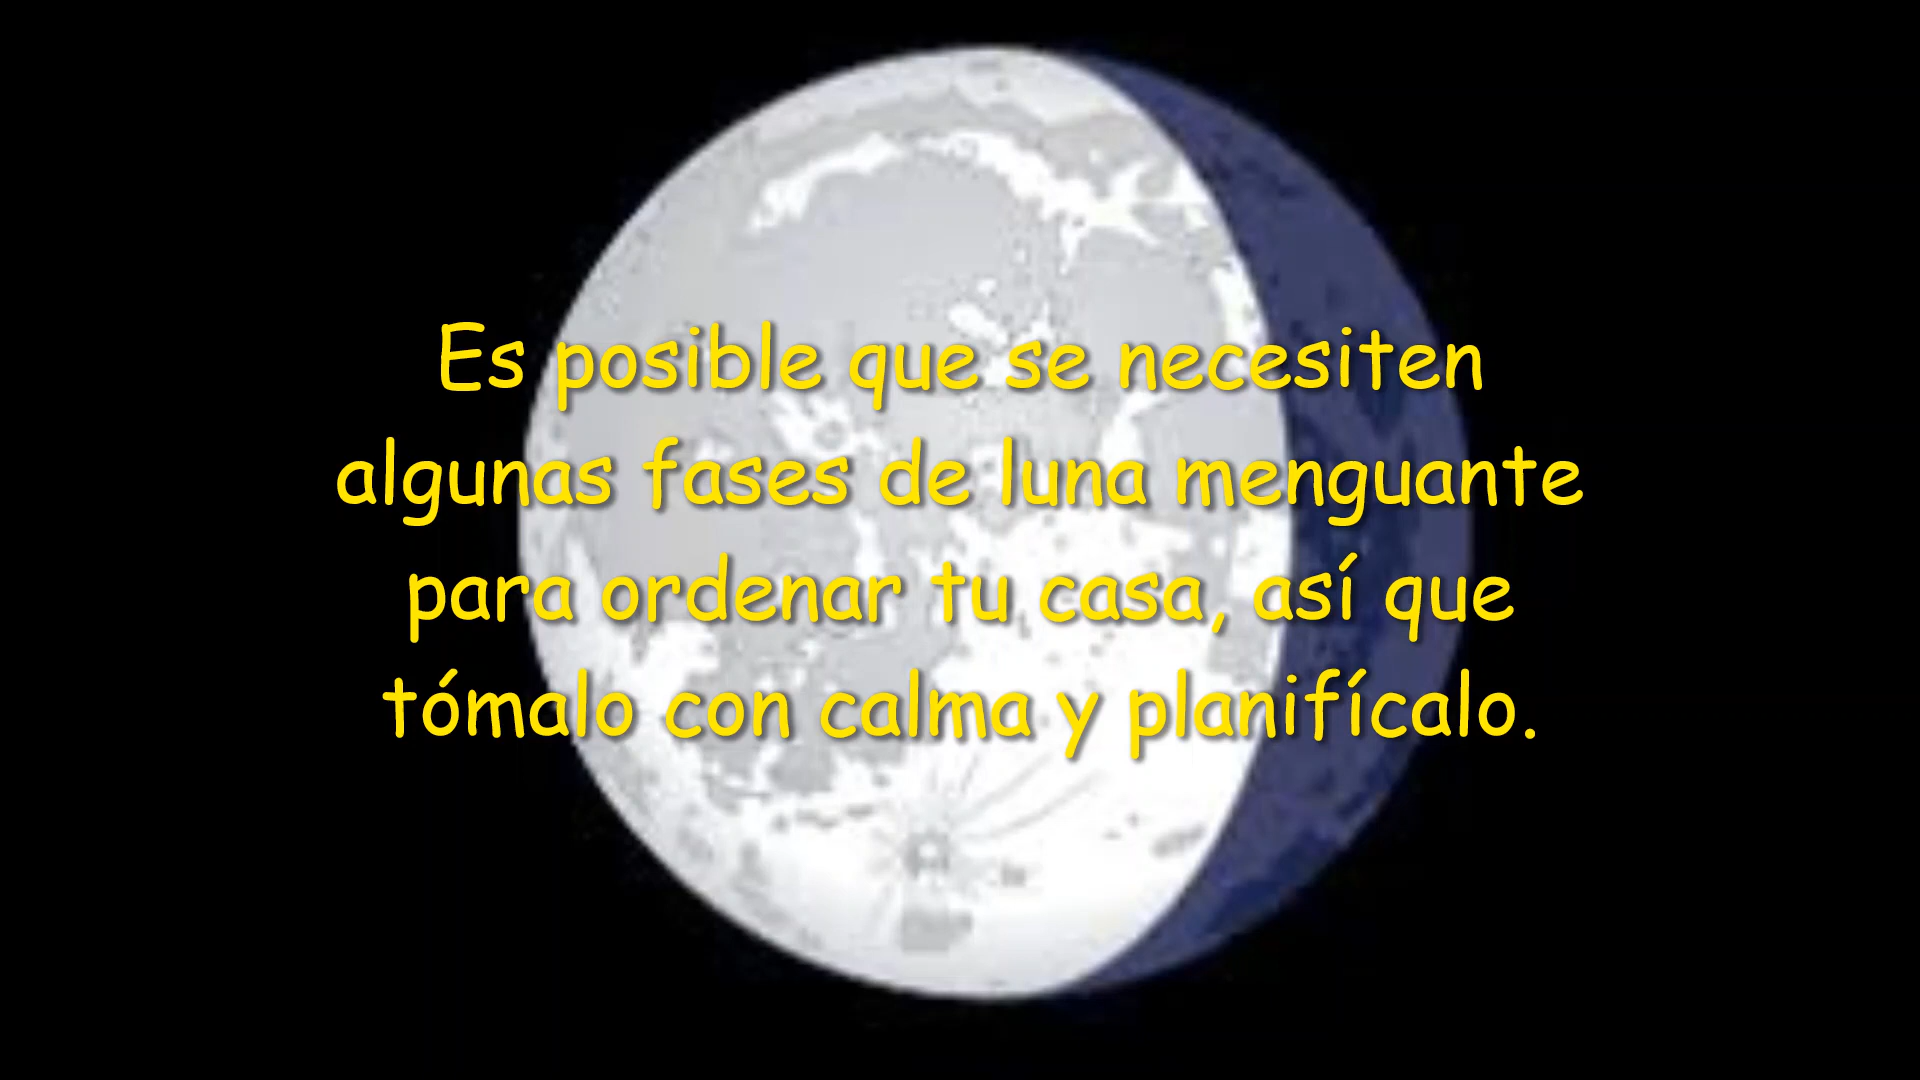 Es posible que se necesiten
algunas fases de luna menguante
para ordenar tu casa, así que
tómalo con calma y planifícalo.